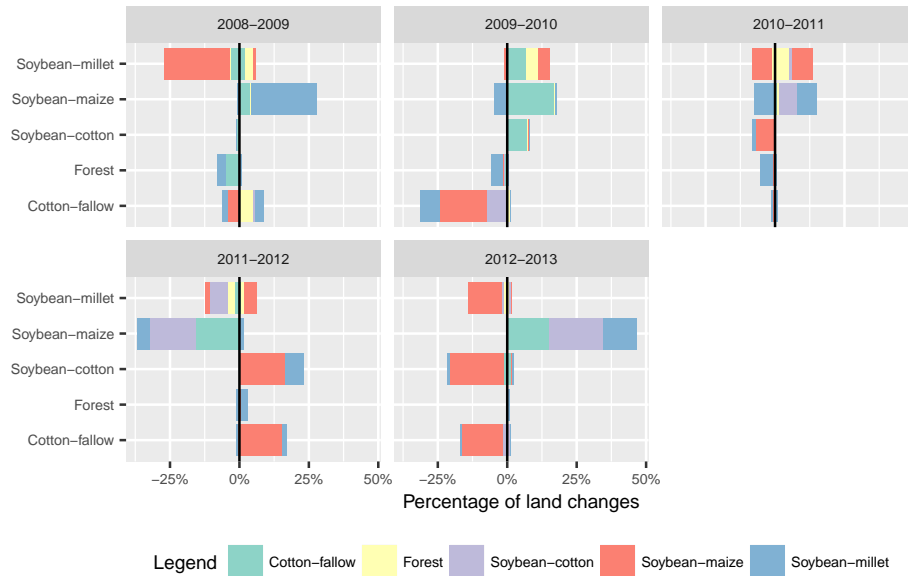 2008−2009
2009−2010
2010−2011
Soybean−millet
Soybean−maize
Soybean−cotton
Forest
Cotton−fallow
2011−2012
2012−2013
Soybean−millet
Soybean−maize
Soybean−cotton
Forest
Cotton−fallow
−25% 0% 25% 50% −25% 0% 25% 50%
Percentage of land changes
Legend Cotton−fallow Forest Soybean−cotton Soybean−maize Soybean−millet